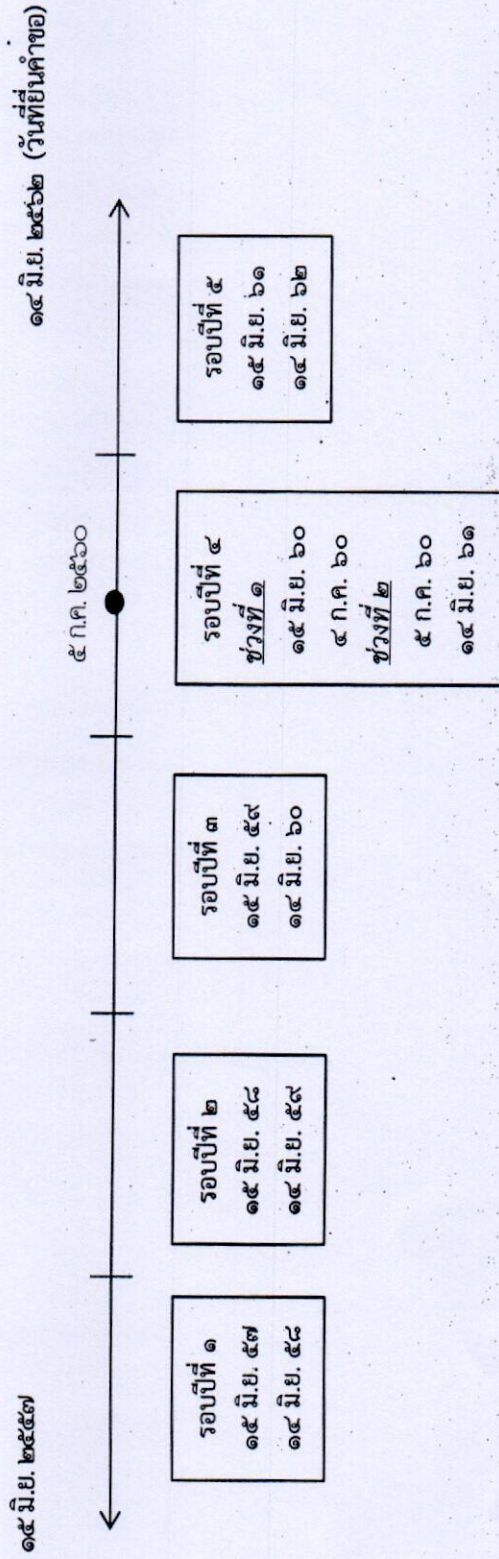 ๑๕ มิ.ย. ๒๕๕๗
๑๔ มิ.ย. ๒๕๖๒ (วันที่ยื่นคำขอ)
๕ ก.ค. ๒๕๖๐
รอบปีที่ ๑
๑๕ มิ.ย. ๕๗
๑๔ มิ.ย. ๕๘
รอบปีที่ ๒
๑๕ มิ.ย. ๕๘
๑๔ มิ.ย. ๕๙
รอบปีที่ ๓
๑๕ มิ.ย. ๕๙
๑๔ มิ.ย. ๖๐
รอบปีที่ ๔
ช่วงที่ ๑
๑๕ มิ.ย. ๖๐
๔ ก.ค. ๖๐
ช่วงที่ ๒
๕ ก.ค. ๖๐
๑๔ มิ.ย. ๖๑
รอบปีที่ ๕
๑๕ มิ.ย. ๖๑
๑๔ มิ.ย. ๖๒